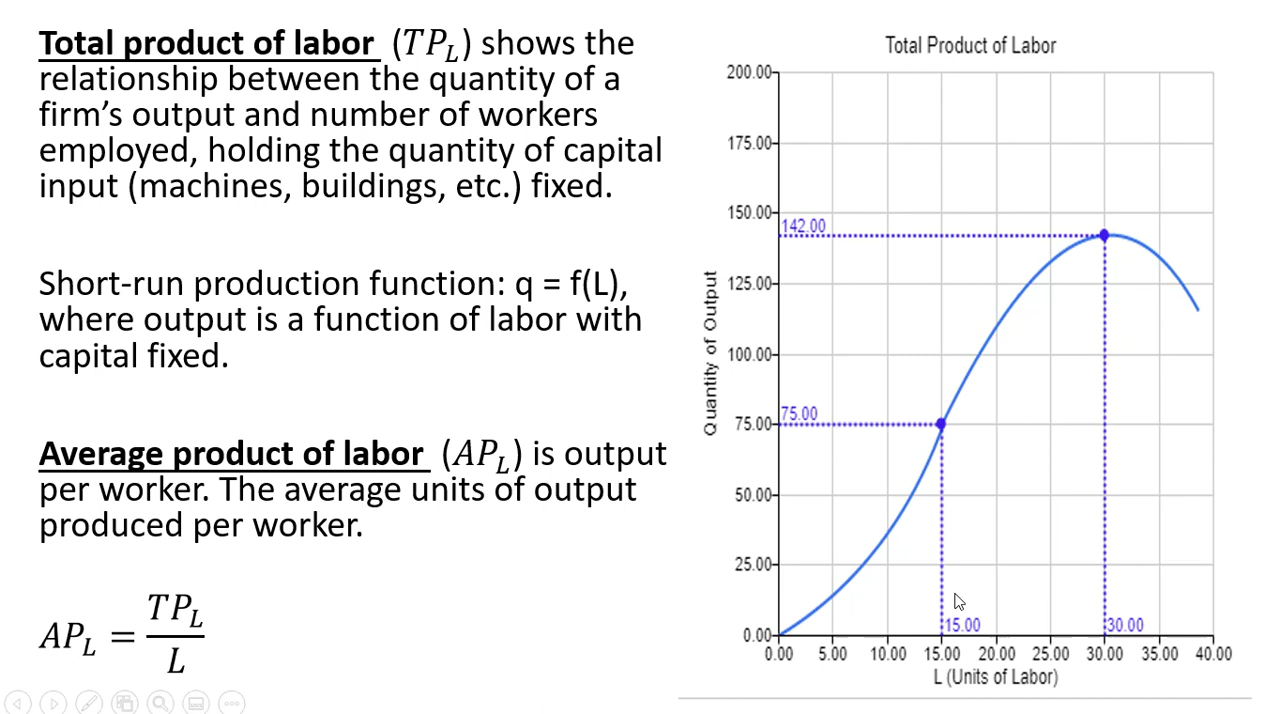 Total product of labor (TP_L) shows the
relationship between the quantity of a
firm's output and number of workers
employed, holding the quantity of capital
input (machines, buildings, etc.) fixed.
Short-run production function: q = f(L),
where output is a function of labor with
capital fixed.
Average product of labor (AP_L) is output
per worker. The average units of output
produced per worker.
AP_L = TP_L / L
Total Product of Labor
200.00
175.00
150.00
142.00
125.00
100.00
75.00
75.00
50.00
25.00
0.00
Quantity of Output
15.00
30.00
0.00 5.00 10.00 15.00 20.00 25.00 30.00 35.00 40.00
L (Units of Labor)